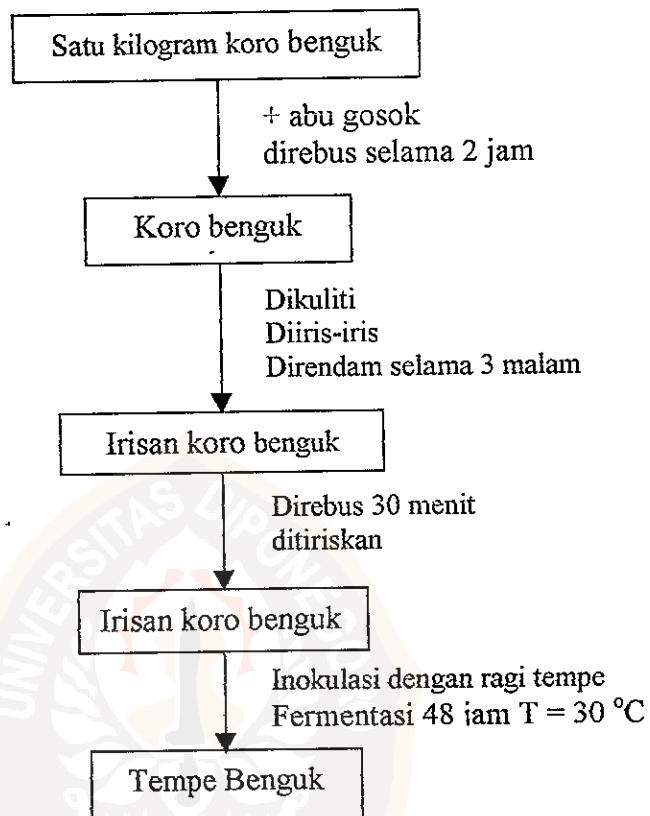 Satu kilogram koro benguk
+ abu gosok
direbus selama 2 jam
Koro benguk
Dikuliti
Diiris-iris
Direndam selama 3 malam
Irisan koro benguk
Direbus 30 menit
ditiriskan
Irisan koro benguk
Inokulasi dengan ragi tempe
Fermentasi 48 jam T = 30 °C
Tempe Benguk
UNIVERSITAS DIPONEGORO